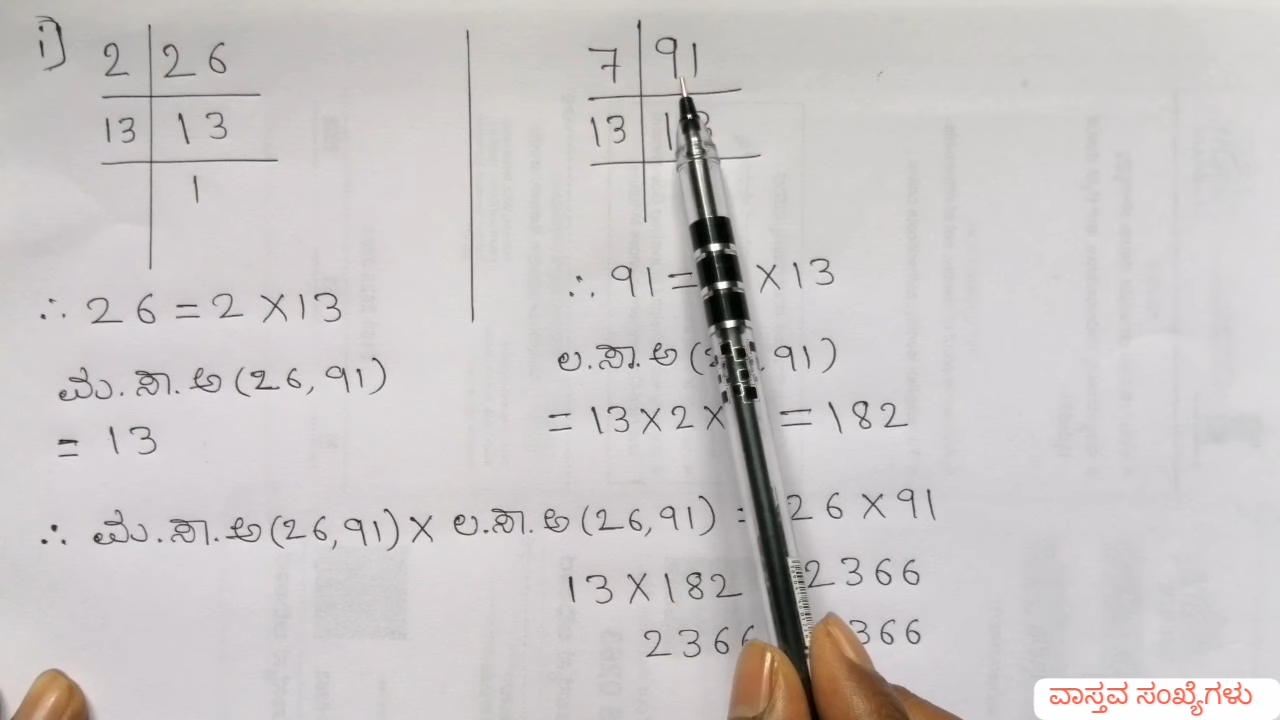 i) 2 26
13 13
1
∴ 26 = 2 × 13
ಮ.ಸಾ.ಅ (26, 91)
= 13
7 91
13
∴ 91 = × 13
ಲ.ಸಾ.ಅ ( , 91)
= 13 × 2 × = 182
∴ ಮ.ಸಾ.ಅ (26, 91) × ಲ.ಸಾ.ಅ (26, 91) = 26 × 91
13 × 182 2366
2366 366
ವಾಸ್ತವ ಸಂಖ್ಯೆಗಳು